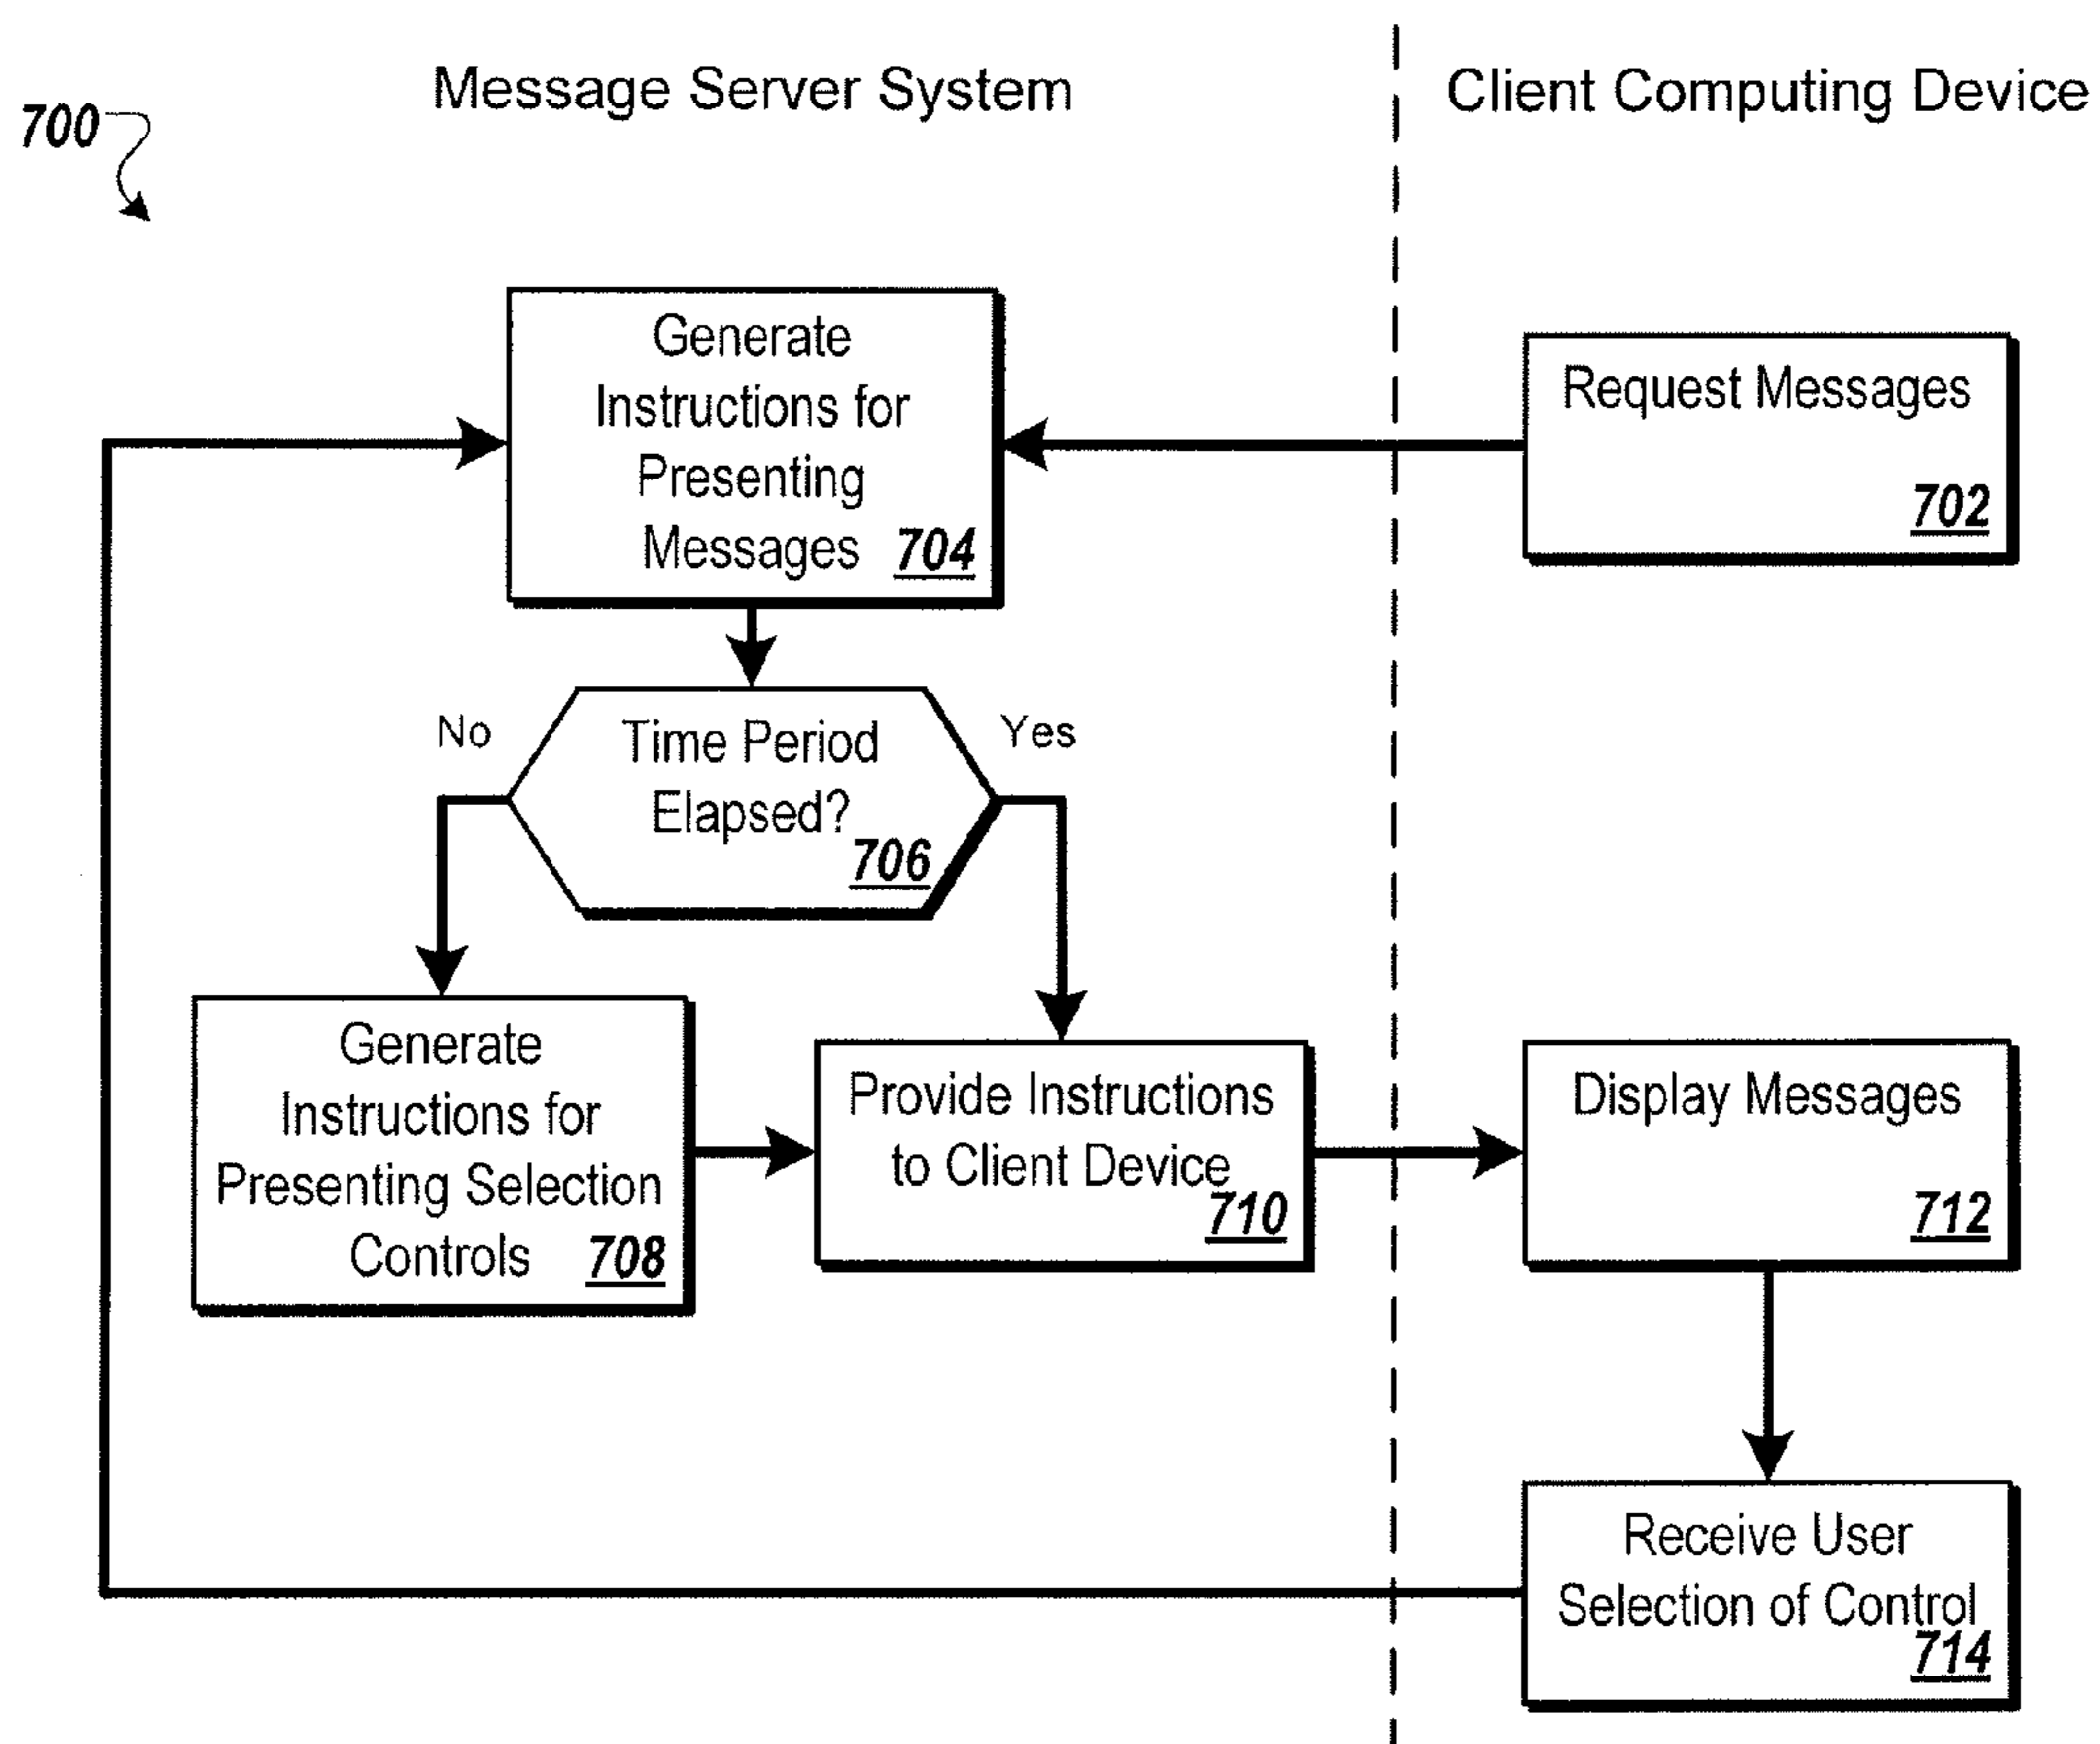 Message Server System
Client Computing Device
700
Generate
Instructions for
Presenting
Messages 704
Request Messages
702
No
Time Period
Elapsed?
706
Yes
Generate
Instructions for
Presenting Selection
Controls 708
Provide Instructions
to Client Device
710
Display Messages
712
Receive User
Selection of Control
714